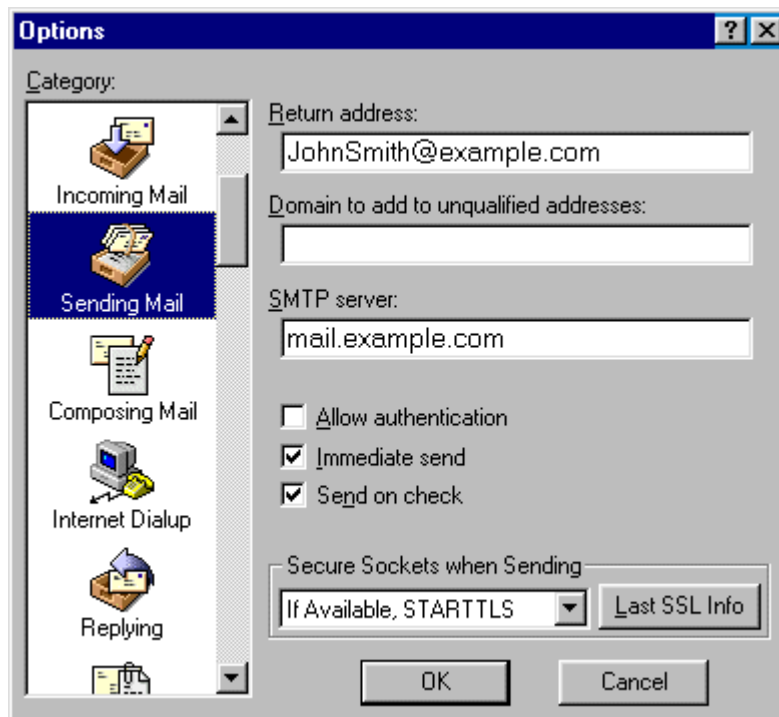 Options
Category:
Incoming Mail
Sending Mail
Composing Mail
Internet Dialup
Replying
Return address:
JohnSmith@example.com
Domain to add to unqualified addresses:
SMTP server:
mail.example.com
Allow authentication
Immediate send
Send on check
Secure Sockets when Sending
If Available, STARTTLS
Last SSL Info
OK
Cancel